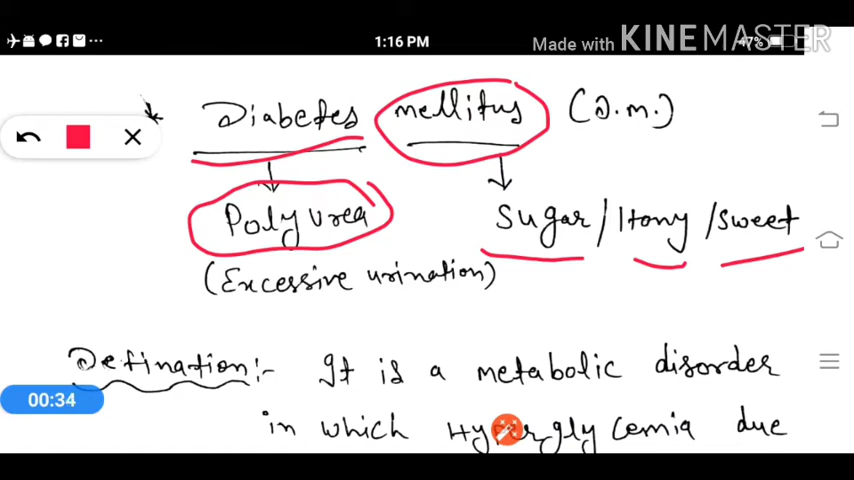 1:16 PM
Made with KINEMASTER
47%
Diabetes mellitus (D.m.)
Polyurea
Sugar/Hony/sweet
(Excessive urination)
Defination:- It is a metabolic disorder
00:34
in which Hyperglycemia due